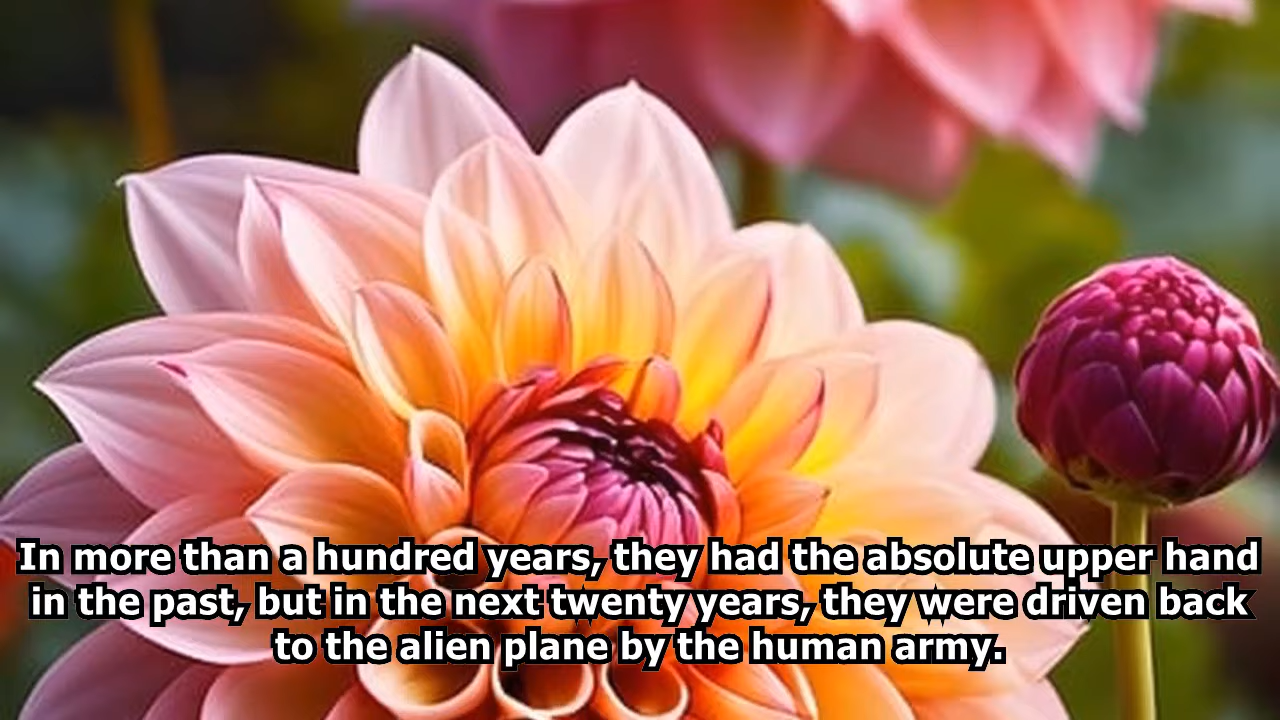 In more than a hundred years, they had the absolute upper hand
in the past, but in the next twenty years, they were driven back
to the alien plane by the human army.